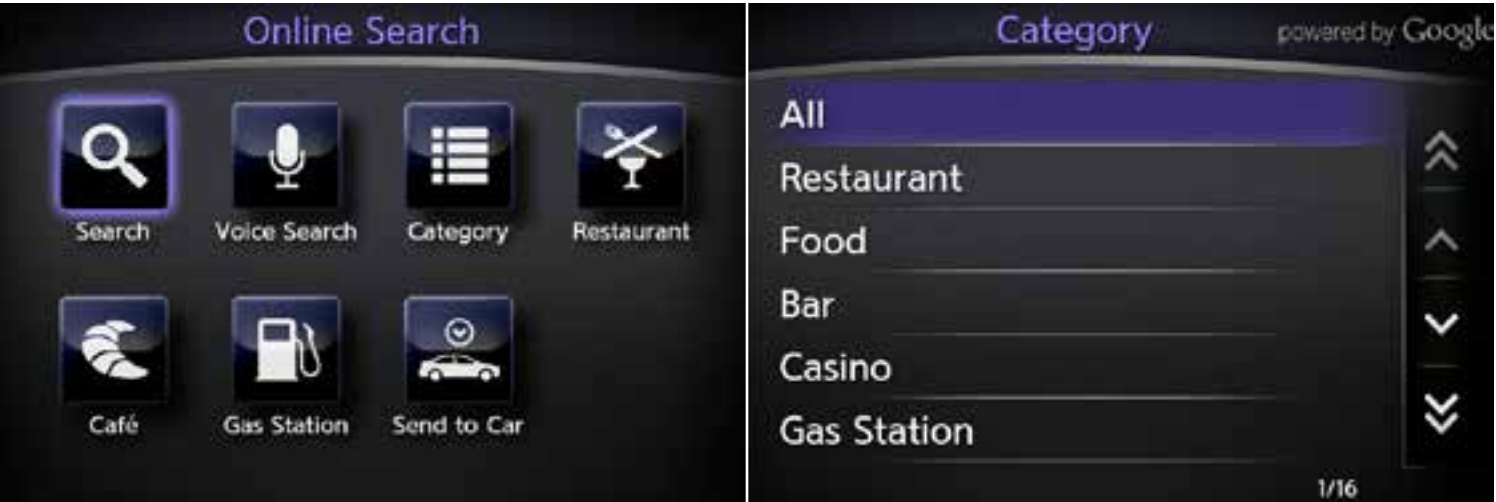 Online Search
Search
Voice Search
Category
Restaurant
Café
Gas Station
Send to Car
Category
powered by Google
All
Restaurant
Food
Bar
Casino
Gas Station
1/16